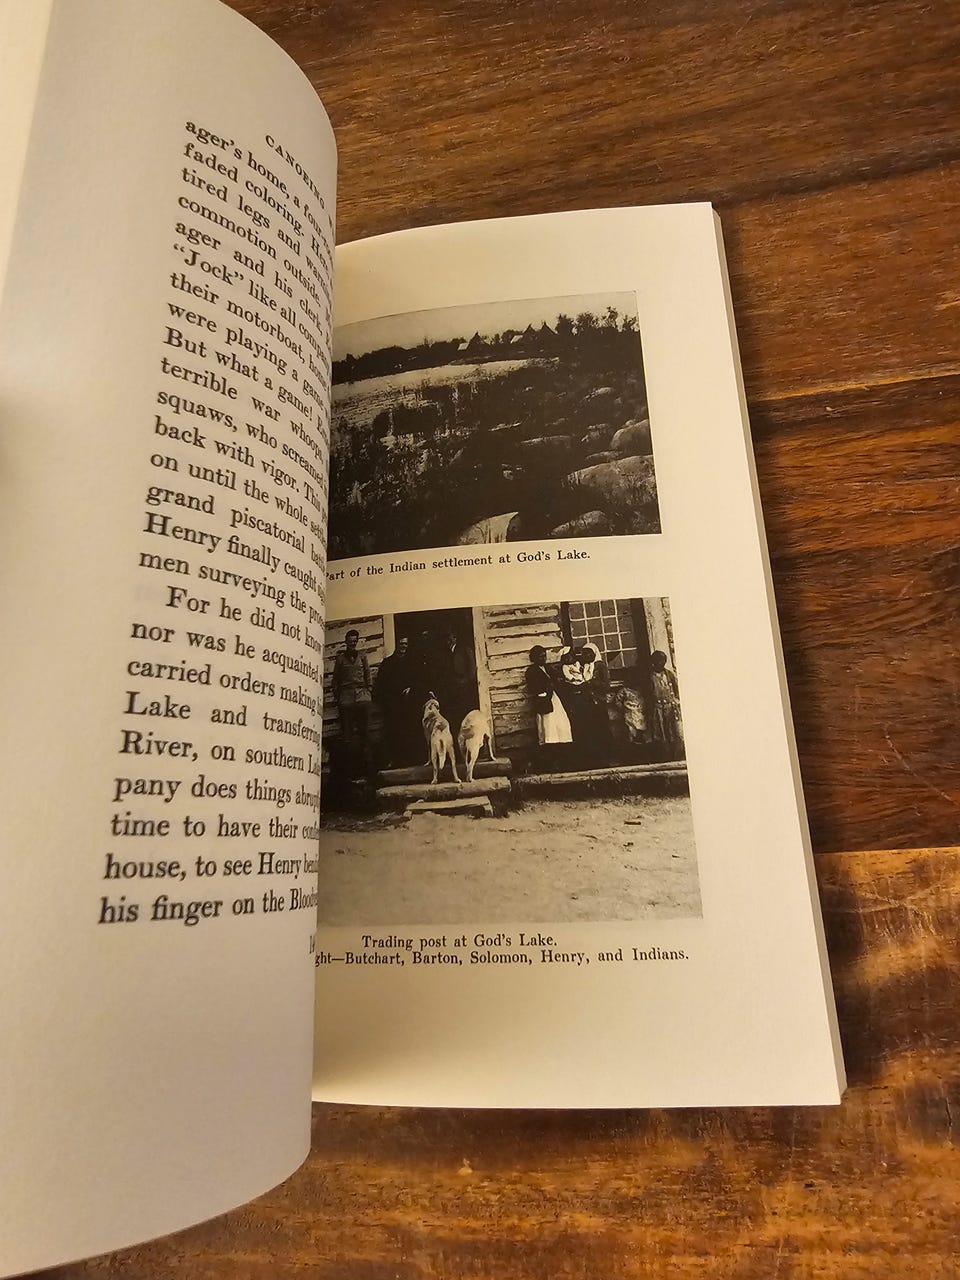 CANOEING
ager's home, a
faded coloring.
tired legs and
commotion outside.
ager and his clerk,
"Jock" like all
their motorboat,
were playing a game
But what a game!
terrible war whoops
squaws, who screamed
back with vigor. This
on until the whole
grand piscatorial
Henry finally caught
men surveying the
For he did not know
nor was he acquainted
carried orders making
Lake and transferring
River, on southern
pany does things
time to have their
house, to see Henry
his finger on the
Part of the Indian settlement at God's Lake.
Trading post at God's Lake.
ght—Butchart, Barton, Solomon, Henry, and Indians.